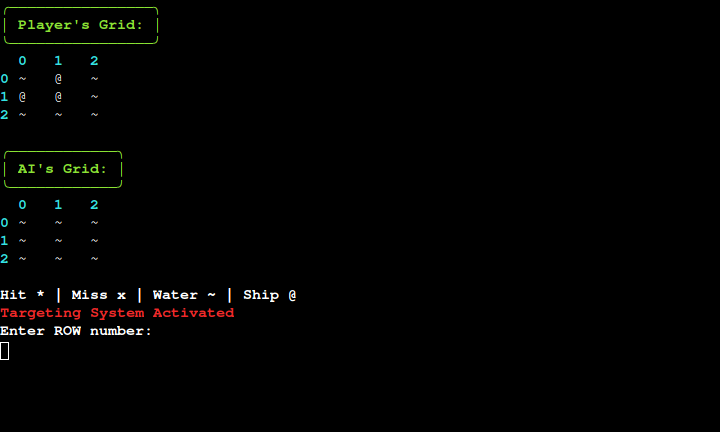 Player's Grid:
0 1 2
0 ~ @ ~
1 @ @ ~
2 ~ ~ ~
AI's Grid:
0 1 2
0 ~ ~ ~
1 ~ ~ ~
2 ~ ~ ~
Hit * | Miss x | Water ~ | Ship @
Targeting System Activated
Enter ROW number: